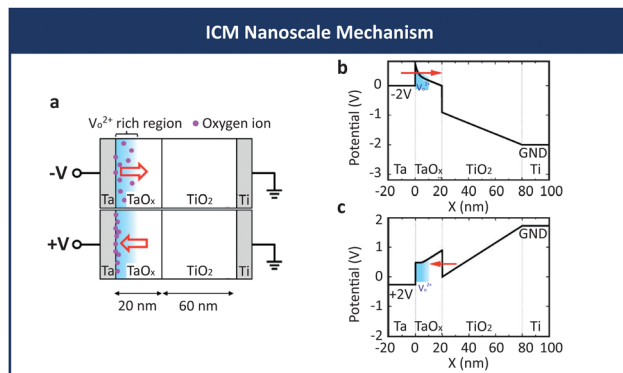 ICM Nanoscale Mechanism
a
Vₒ²⁺ rich region
Oxygen ion
-V
Ta
TaOₓ
TiO₂
Ti
+V
Ta
TaOₓ
TiO₂
Ti
20 nm
60 nm
b
Potential (V)
0
-1
-2
-3
-2V
Vₒ²⁺
GND
Ta
TaOₓ
TiO₂
Ti
-20 0 20 40 60 80 100
X (nm)
c
Potential (V)
2
1
0
-1
-2
+2V
Vₒ²⁺
GND
Ta
TaOₓ
TiO₂
Ti
-20 0 20 40 60 80 100
X (nm)